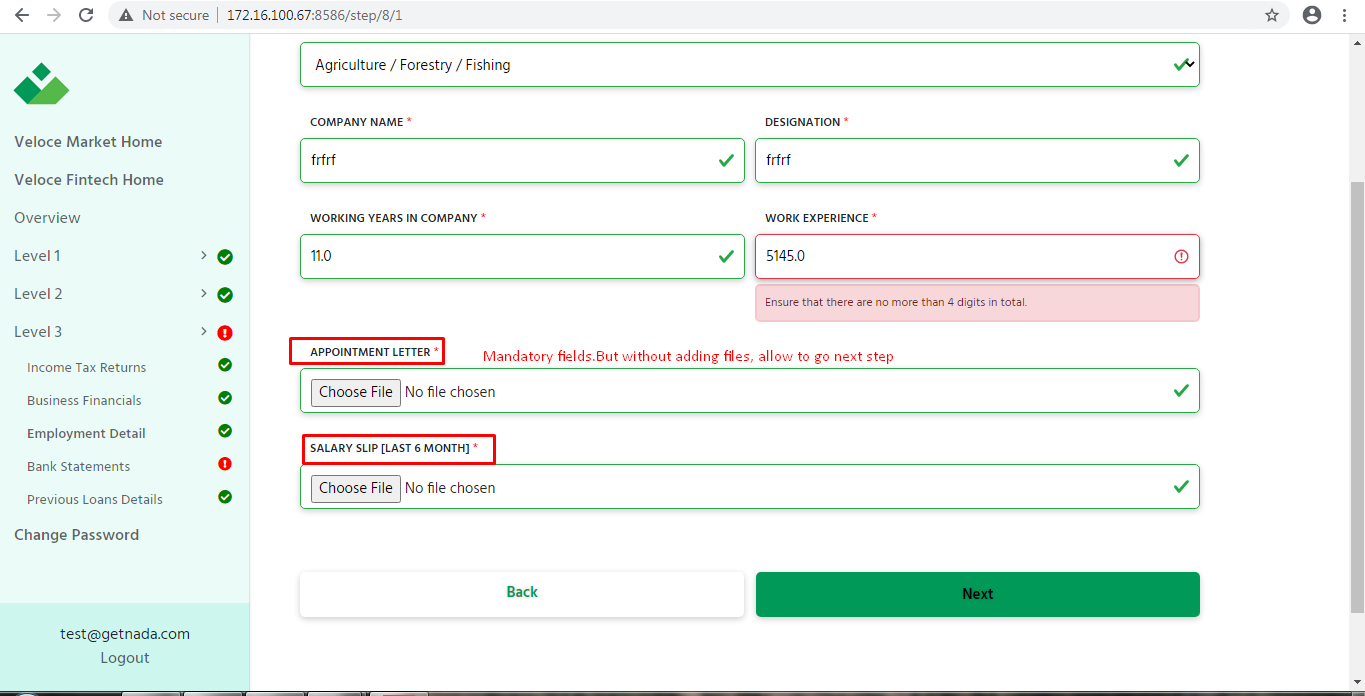 Not secure | 172.16.100.67:8586/step/8/1
Veloce Market Home
Veloce Fintech Home
Overview
Level 1
Level 2
Level 3
Income Tax Returns
Business Financials
Employment Detail
Bank Statements
Previous Loans Details
Change Password
test@getnada.com
Logout
Agriculture / Forestry / Fishing
COMPANY NAME * DESIGNATION *
frfrf frfrf
WORKING YEARS IN COMPANY * WORK EXPERIENCE *
11.0 5145.0
Ensure that there are no more than 4 digits in total.
APPOINTMENT LETTER * Mandatory fields.But without adding files, allow to go next step
Choose File No file chosen
SALARY SLIP [LAST 6 MONTH] *
Choose File No file chosen
Back Next